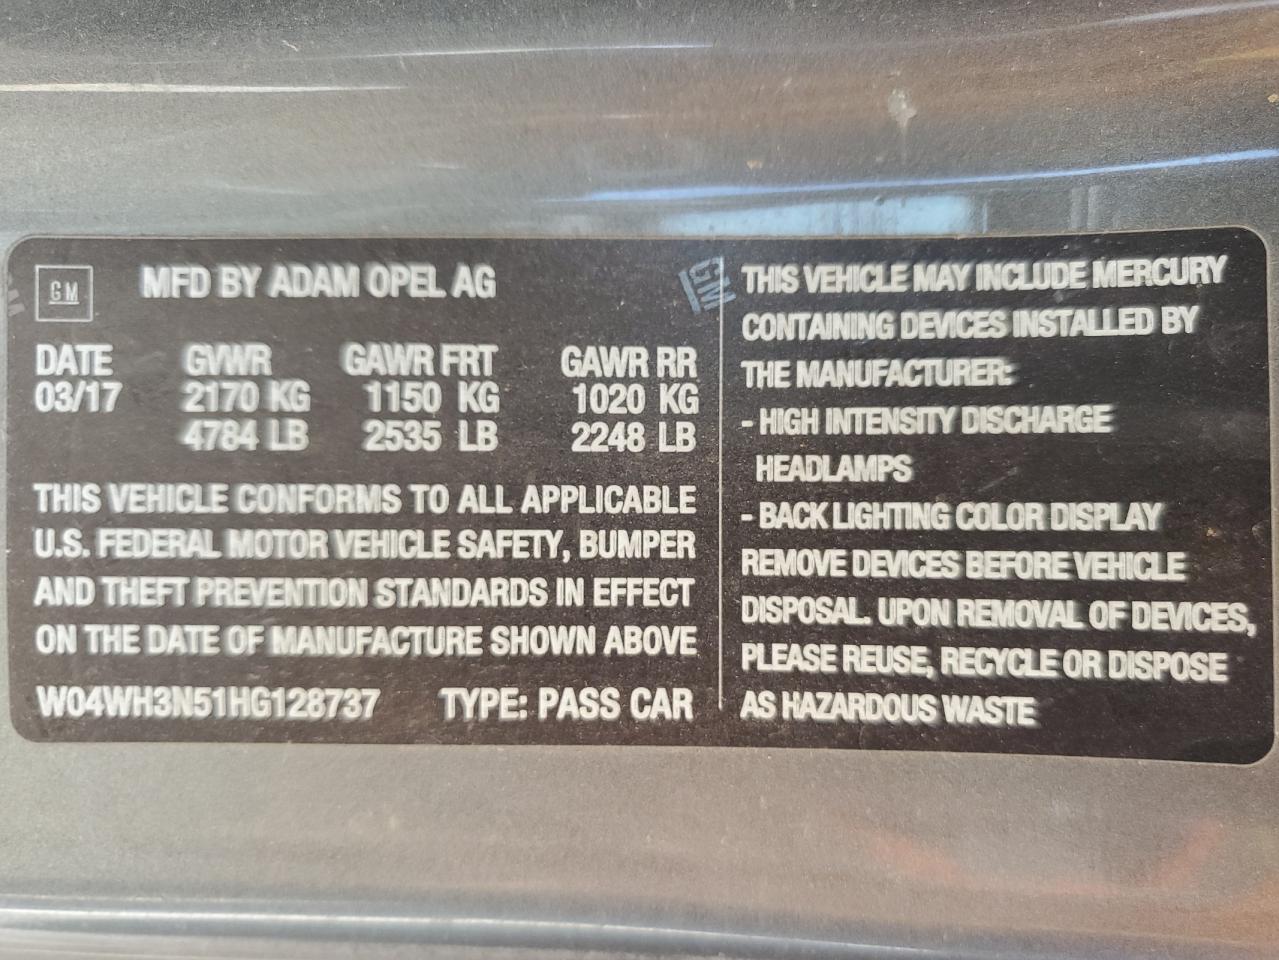 GM
MFD BY ADAM OPEL AG
DATE GVWR GAWR FRT GAWR RR
03/17 2170 KG 1150 KG 1020 KG
4784 LB 2535 LB 2248 LB
THIS VEHICLE CONFORMS TO ALL APPLICABLE
U.S. FEDERAL MOTOR VEHICLE SAFETY, BUMPER
AND THEFT PREVENTION STANDARDS IN EFFECT
ON THE DATE OF MANUFACTURE SHOWN ABOVE
W04WH3N51HG128737 TYPE: PASS CAR
GM
THIS VEHICLE MAY INCLUDE MERCURY
CONTAINING DEVICES INSTALLED BY
THE MANUFACTURER:
- HIGH INTENSITY DISCHARGE
HEADLAMPS
- BACK LIGHTING COLOR DISPLAY
REMOVE DEVICES BEFORE VEHICLE
DISPOSAL. UPON REMOVAL OF DEVICES,
PLEASE REUSE, RECYCLE OR DISPOSE
AS HAZARDOUS WASTE